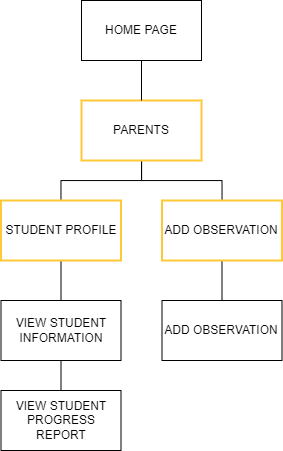 HOME PAGE
PARENTS
STUDENT PROFILE
ADD OBSERVATION
VIEW STUDENT
INFORMATION
ADD OBSERVATION
VIEW STUDENT
PROGRESS
REPORT